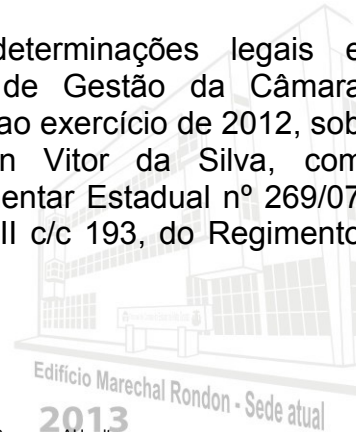 determinações legais e
de Gestão da Câmara
ao exercício de 2012, sob
n Vitor da Silva, com
entar Estadual nº 269/07
II c/c 193, do Regimento
Edifício Marechal Rondon - Sede atual
2013